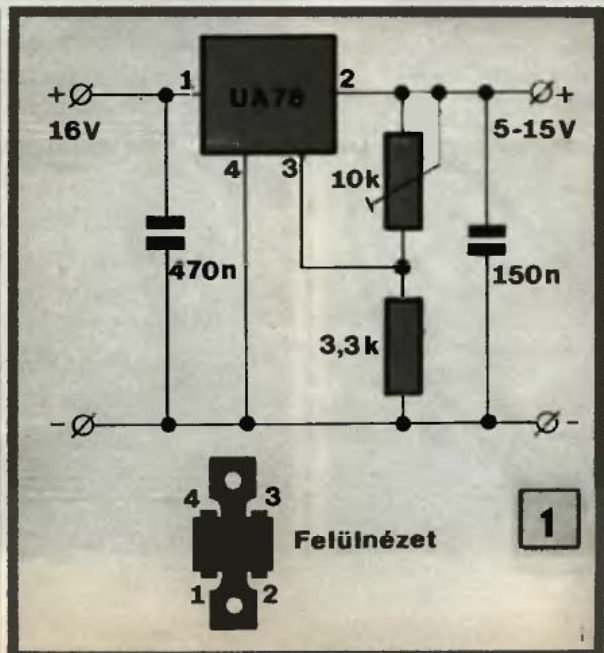 1 UA78 2
+ +
16V 5-15V
4 3 10k
470n 150n
3,3k
- -
4 3
Felülnézet 1
1 2